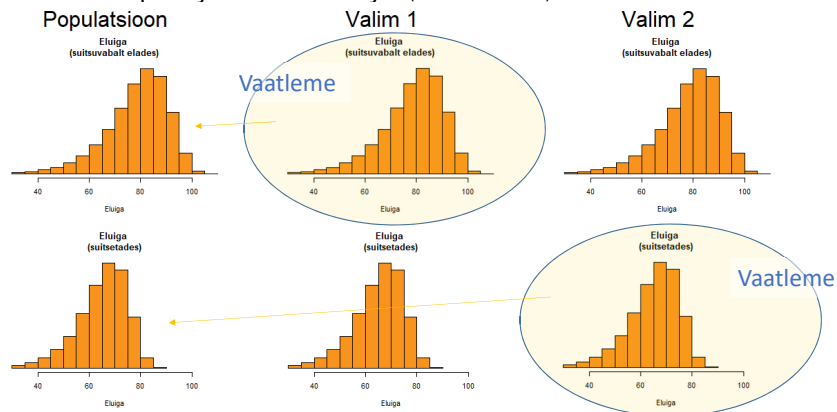 Populatsioon
Valim 1
Valim 2
Eluiga
(suitsuvabalt elades)
40 60 80 100
Eluiga
Vaatleme
Eluiga
(suitsuvabalt elades)
40 60 80 100
Eluiga
Eluiga
(suitsuvabalt elades)
40 60 80 100
Eluiga
Eluiga
(suitsetades)
40 60 80 100
Eluiga
Eluiga
(suitsetades)
40 60 80 100
Eluiga
Eluiga
(suitsetades)
Vaatleme
40 60 80 100
Eluiga